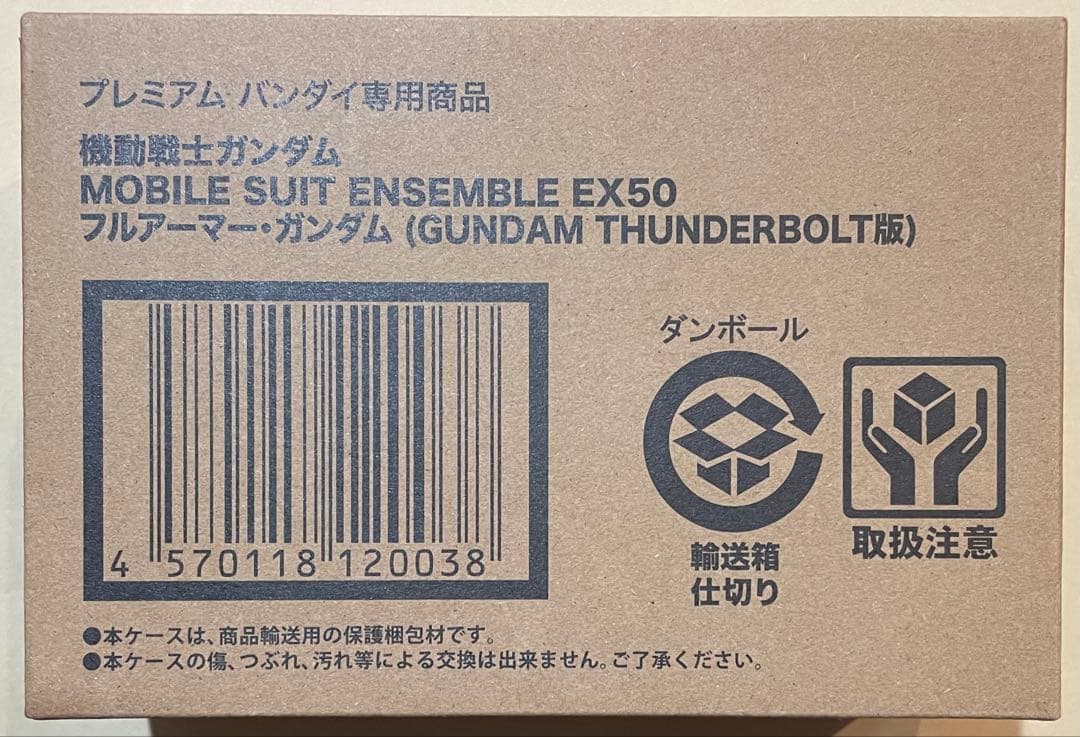 プレミアム バンダイ専用商品
機動戦士ガンダム
MOBILE SUIT ENSEMBLE EX50
フルアーマー・ガンダム (GUNDAM THUNDERBOLT版)
ダンボール
輸送箱
仕切り
取扱注意
4 570118 120038
●本ケースは、商品輸送用の保護梱包材です。
●本ケースの傷、つぶれ、汚れ等による交換は出来ません。ご了承ください。